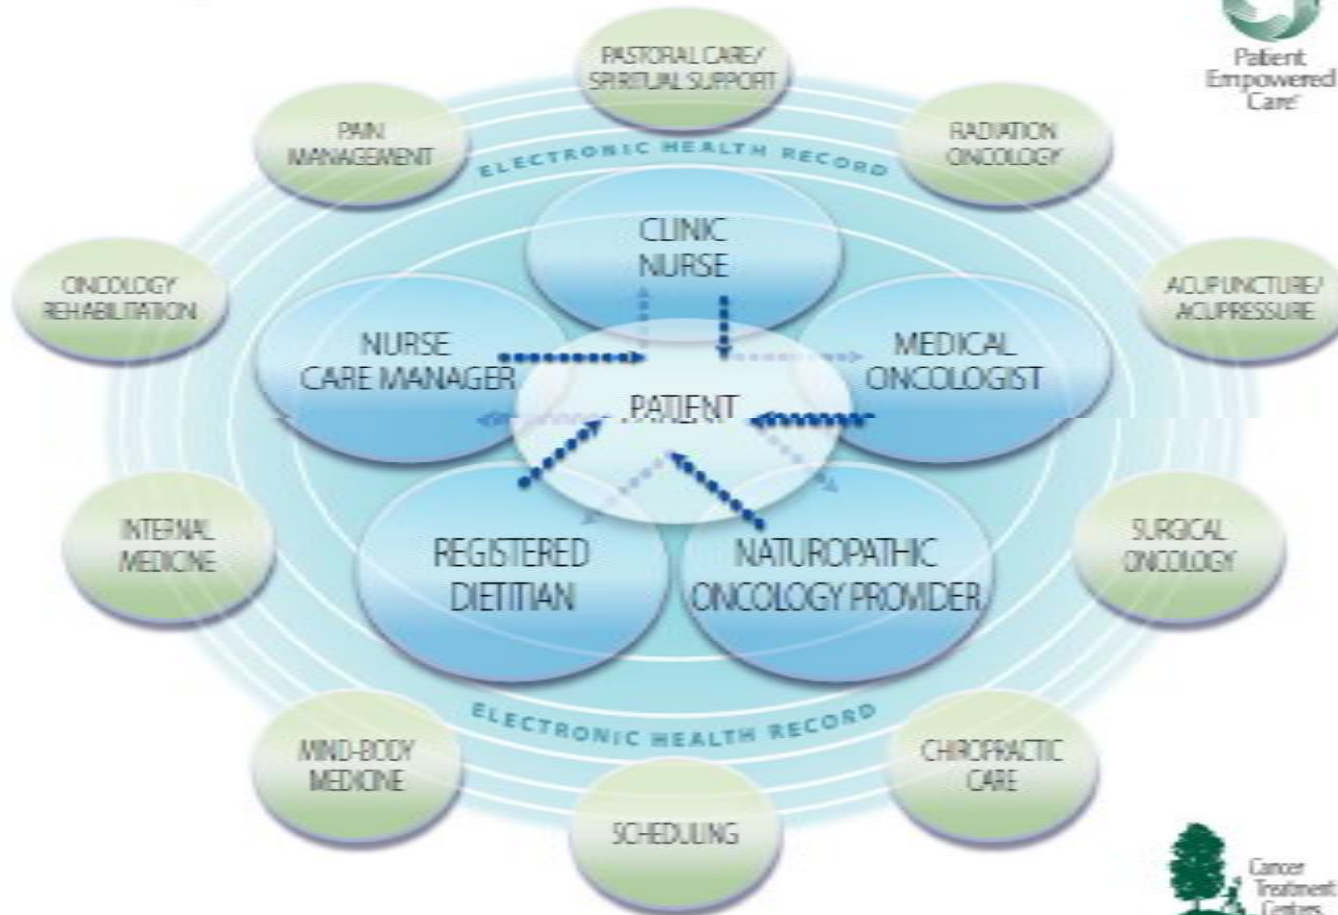 PASTORAL CARE/
SPIRITUAL SUPPORT
Patient
Empowered
Care
PAIN
MANAGEMENT
RADIATION
ONCOLOGY
ELECTRONIC HEALTH RECORD
CLINIC
NURSE
ONCOLOGY
REHABILITATION
ACUPUNCTURE/
ACUPRESSURE
NURSE
CARE MANAGER
MEDICAL
ONCOLOGIST
PATIENT
INTERNAL
MEDICINE
SURGICAL
ONCOLOGY
REGISTERED
DIETITIAN
NATUROPATHIC
ONCOLOGY PROVIDER
ELECTRONIC HEALTH RECORD
MIND-BODY
MEDICINE
CHIROPRACTIC
CARE
SCHEDULING
Cancer
Treatment
Centers